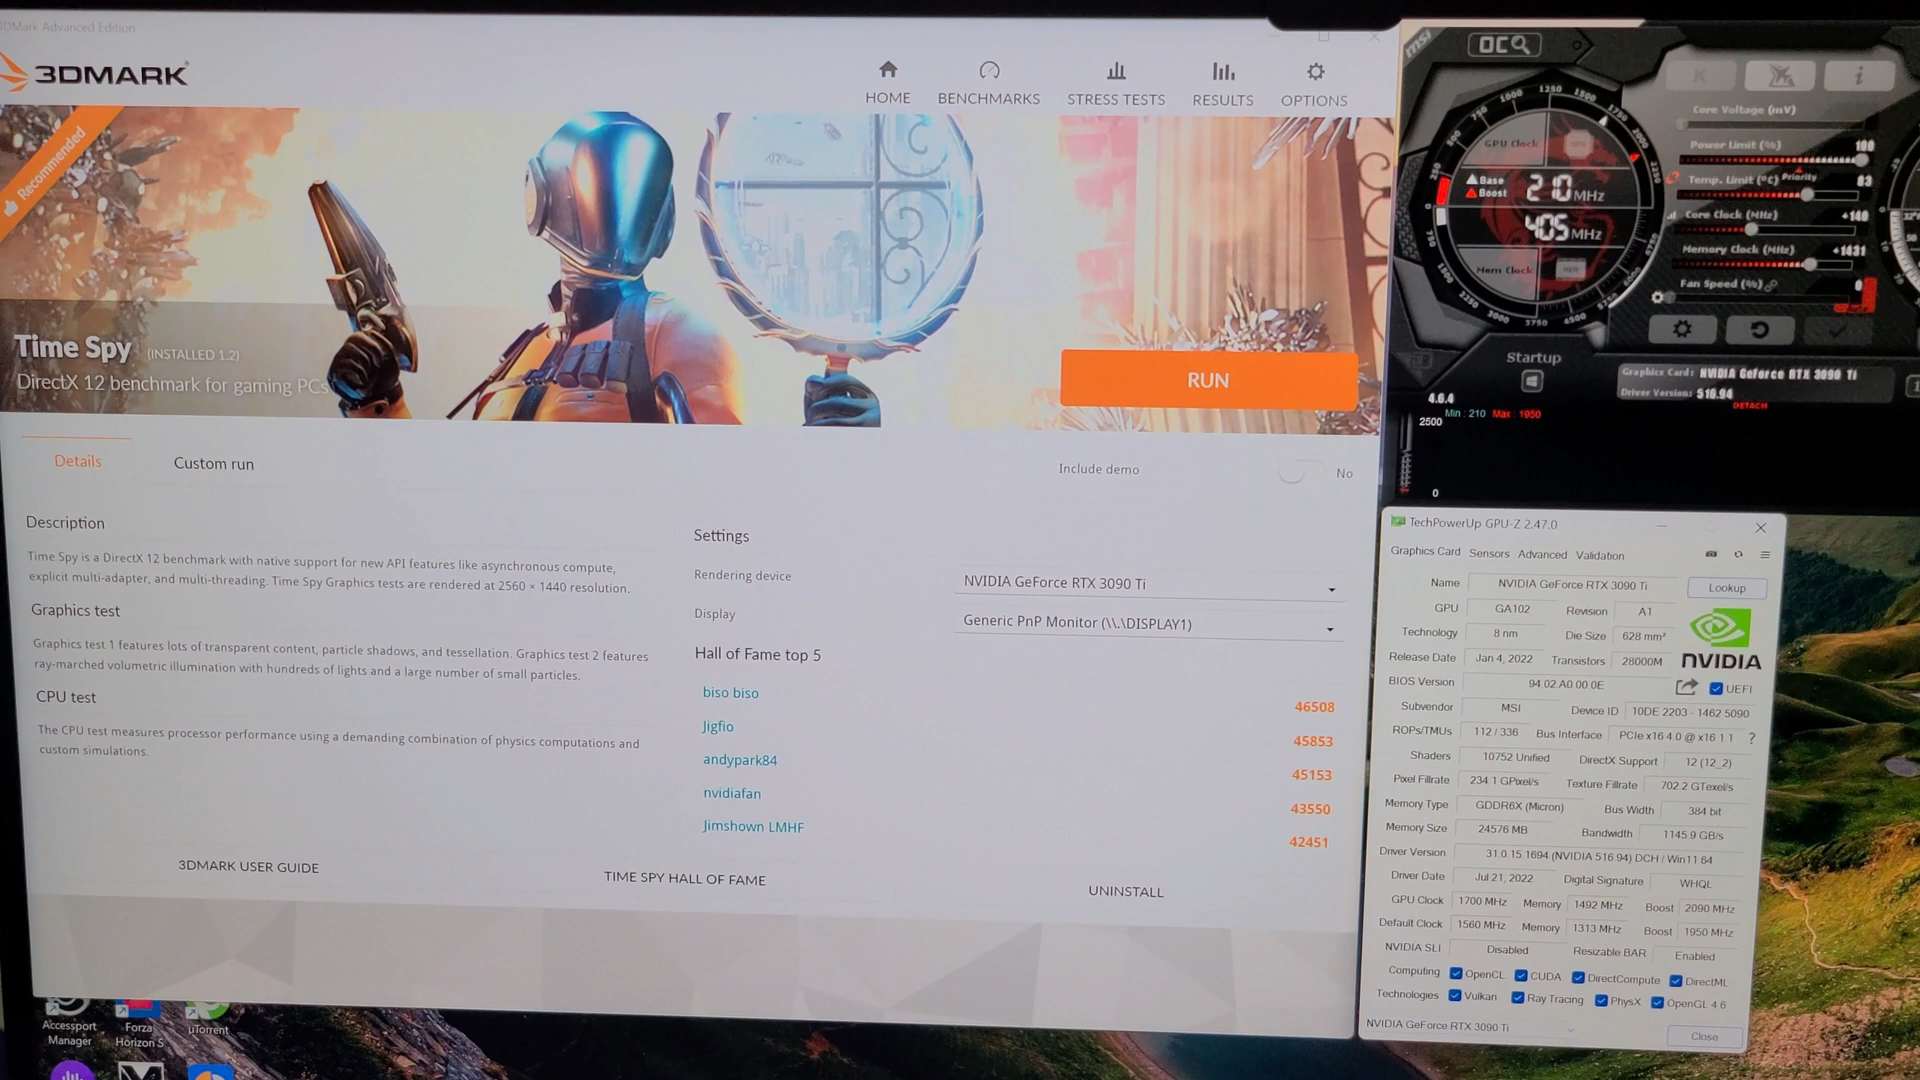 3DMark Advanced Edition
3DMARK
HOME
BENCHMARKS
STRESS TESTS
RESULTS
OPTIONS
Recommended
Time Spy (INSTALLED 1.2)
DirectX 12 benchmark for gaming PCs
RUN
Details
Custom run
Include demo
No
Description
Time Spy is a DirectX 12 benchmark with native support for new API features like asynchronous compute,
explicit multi-adapter, and multi-threading. Time Spy Graphics tests are rendered at 2560 × 1440 resolution.
Graphics test
Graphics test 1 features lots of transparent content, particle shadows, and tessellation. Graphics test 2 features
ray-marched volumetric illumination with hundreds of lights and a large number of small particles.
CPU test
The CPU test measures processor performance using a demanding combination of physics computations and
custom simulations.
Settings
Rendering device
NVIDIA GeForce RTX 3090 Ti
Display
Generic PnP Monitor (\\.\DISPLAY1)
Hall of Fame top 5
biso biso 46508
Jigfio 45853
andypark84 45153
nvidiafan 43550
Jimshown LMHF 42451
3DMARK USER GUIDE
TIME SPY HALL OF FAME
UNINSTALL
Accessport
Manager
Forza
Horizon 5
µTorrent
msi
OC
GPU Clock
Base
Boost
210 MHz
405 MHz
Mem Clock
Core Voltage (mV)
Power Limit (%) 100
Temp. Limit (°C) Priority 83
Core Clock (MHz) +140
Memory Clock (MHz) +1431
Fan Speed (%) 0
Startup
Graphics Card: NVIDIA GeForce RTX 3090 Ti
Driver Version: 516.94
DETACH
4.6.4
Min : 210 Max : 1950
2500
0
TechPowerUp GPU-Z 2.47.0
Graphics Card Sensors Advanced Validation
Name NVIDIA GeForce RTX 3090 Ti Lookup
GPU GA102 Revision A1
Technology 8 nm Die Size 628 mm²
Release Date Jan 4, 2022 Transistors 28000M
NVIDIA
BIOS Version 94.02.A0.00.0E UEFI
Subvendor MSI Device ID 10DE 2203 - 1462 5090
ROPs/TMUs 112 / 336 Bus Interface PCIe x16 4.0 @ x16 1.1 ?
Shaders 10752 Unified DirectX Support 12 (12_2)
Pixel Fillrate 234.1 GPixel/s Texture Fillrate 702.2 GTexel/s
Memory Type GDDR6X (Micron) Bus Width 384 bit
Memory Size 24576 MB Bandwidth 1145.9 GB/s
Driver Version 31.0.15.1694 (NVIDIA 516.94) DCH / Win11 64
Driver Date Jul 21, 2022 Digital Signature WHQL
GPU Clock 1700 MHz Memory 1492 MHz Boost 2090 MHz
Default Clock 1560 MHz Memory 1313 MHz Boost 1950 MHz
NVIDIA SLI Disabled Resizable BAR Enabled
Computing OpenCL CUDA DirectCompute DirectML
Technologies Vulkan Ray Tracing PhysX OpenGL 4.6
NVIDIA GeForce RTX 3090 Ti Close